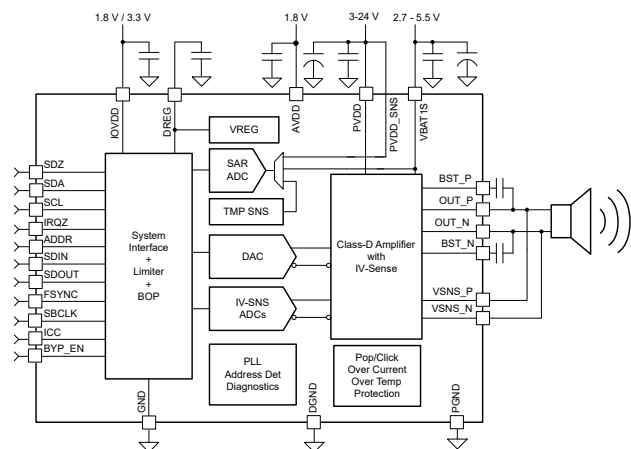 1.8 V / 3.3 V
1.8 V
3-24 V
2.7 - 5.5 V
IOVDD
DREG
AVDD
PVDD
PVDD_SNS
VBAT1S
SDZ
SDA
SCL
IRQZ
ADDR
SDIN
SDOUT
FSYNC
SBCLK
ICC
BYP_EN
System
Interface
+
Limiter
+
BOP
VREG
SAR
ADC
TMP SNS
DAC
IV-SNS
ADCs
PLL
Address Det
Diagnostics
Class-D Amplifier
with
IV-Sense
Pop/Click
Over Current
Over Temp
Protection
BST_P
OUT_P
OUT_N
BST_N
VSNS_P
VSNS_N
GND
DGND
PGND